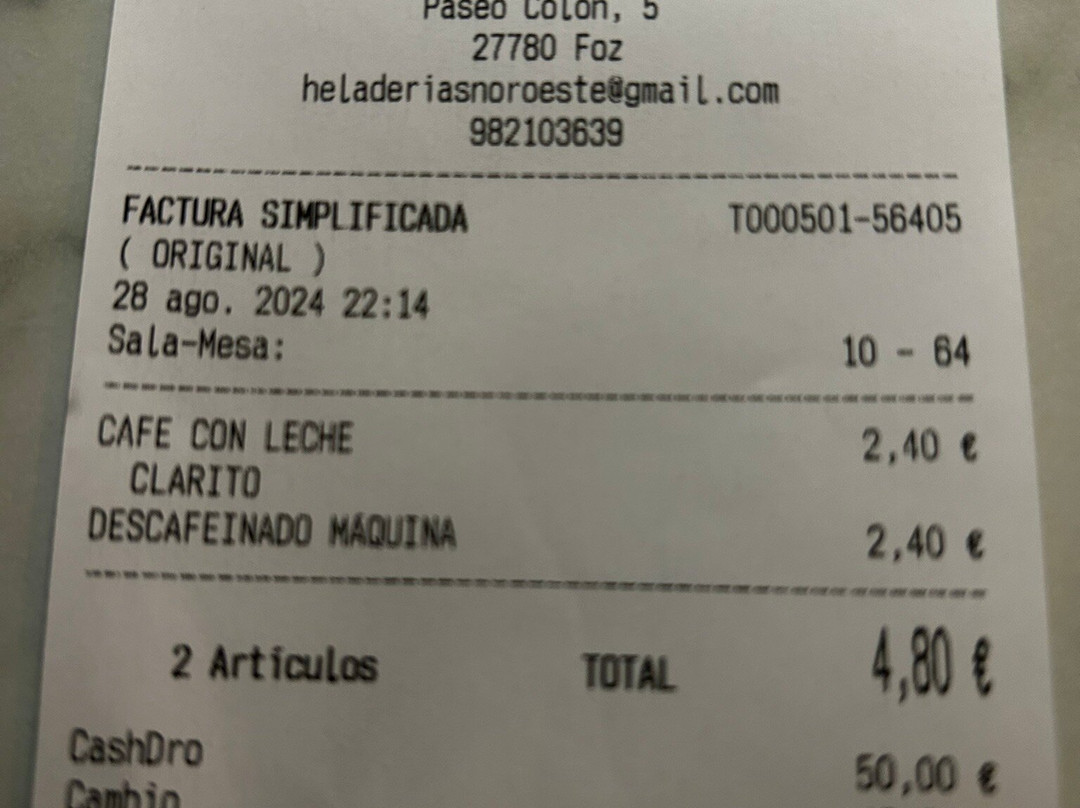 Paseo Colón, 5
27780 Foz
heladeriasnoroeste@gmail.com
982103639
FACTURA SIMPLIFICADA T000501-56405
( ORIGINAL )
28 ago. 2024 22:14
Sala-Mesa: 10 - 64
CAFE CON LECHE 2,40 €
CLARITO
DESCAFEINADO MÁQUINA 2,40 €
2 Artículos TOTAL 4,80 €
CashDro 50,00 €
Cambio